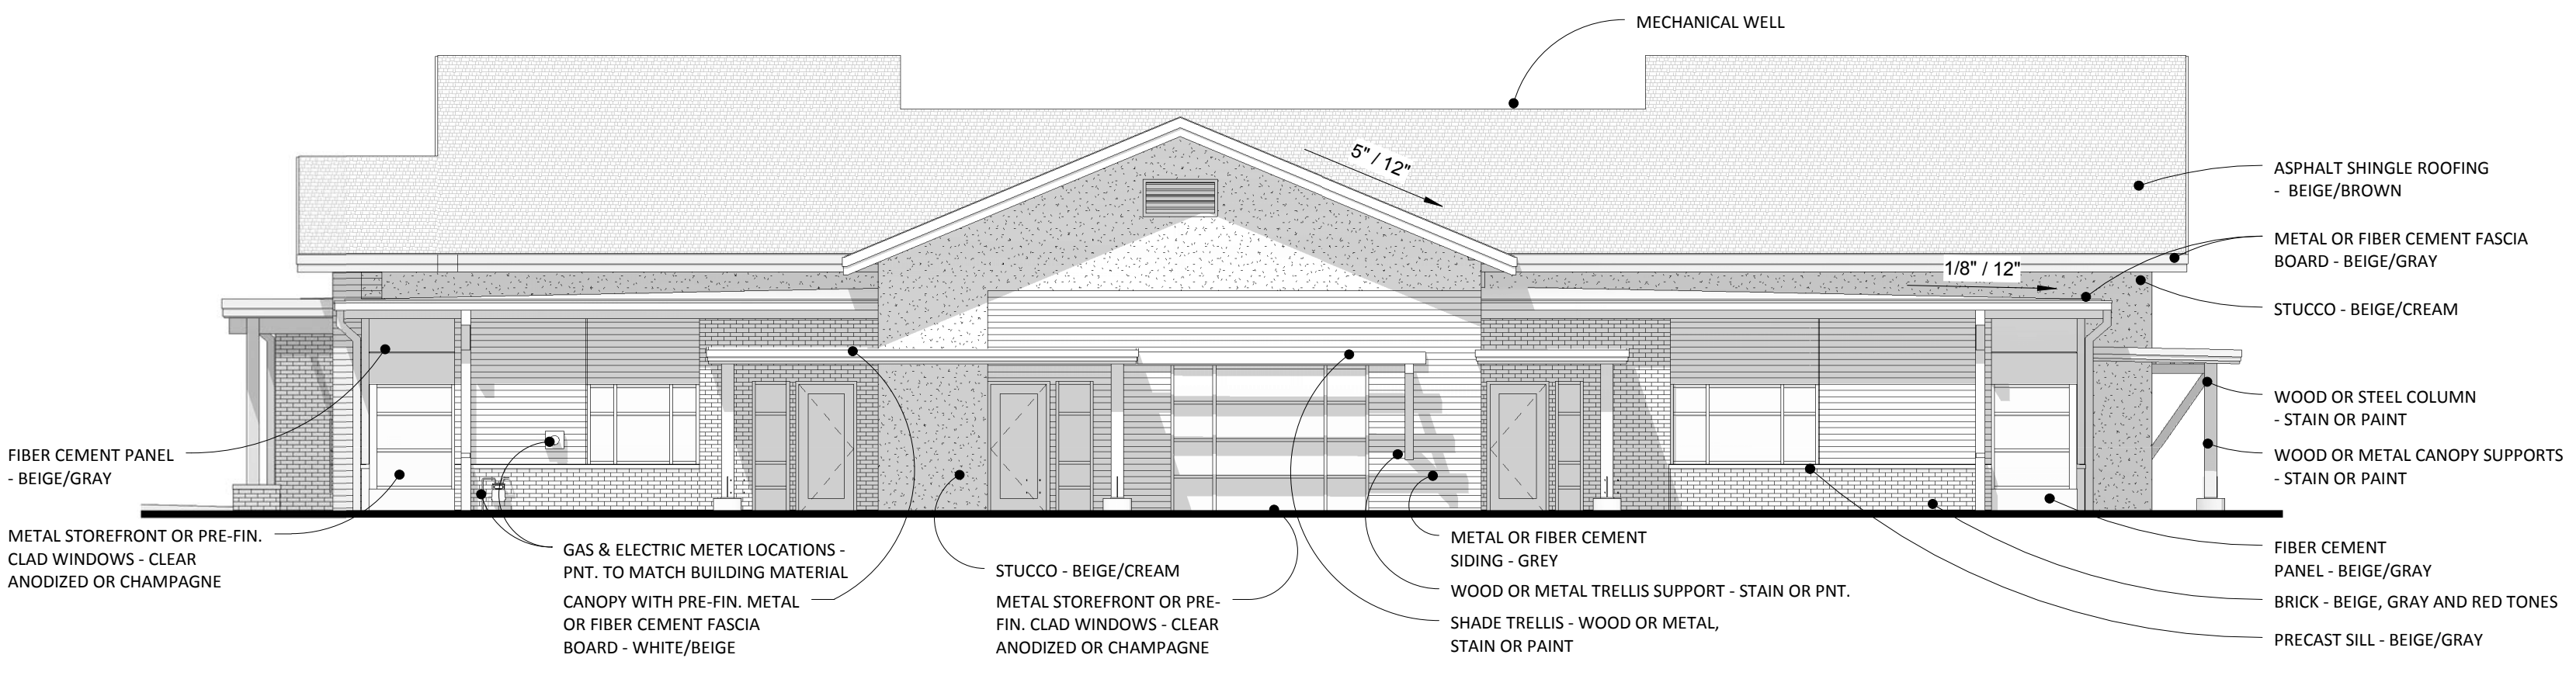 MECHANICAL WELL
5" / 12"
ASPHALT SHINGLE ROOFING
- BEIGE/BROWN
METAL OR FIBER CEMENT FASCIA
BOARD - BEIGE/GRAY
1/8" / 12"
STUCCO - BEIGE/CREAM
WOOD OR STEEL COLUMN
- STAIN OR PAINT
WOOD OR METAL CANOPY SUPPORTS
- STAIN OR PAINT
FIBER CEMENT PANEL
- BEIGE/GRAY
METAL STOREFRONT OR PRE-FIN.
CLAD WINDOWS - CLEAR
ANODIZED OR CHAMPAGNE
GAS & ELECTRIC METER LOCATIONS -
PNT. TO MATCH BUILDING MATERIAL
CANOPY WITH PRE-FIN. METAL
OR FIBER CEMENT FASCIA
BOARD - WHITE/BEIGE
STUCCO - BEIGE/CREAM
METAL STOREFRONT OR PRE-
FIN. CLAD WINDOWS - CLEAR
ANODIZED OR CHAMPAGNE
METAL OR FIBER CEMENT
SIDING - GREY
WOOD OR METAL TRELLIS SUPPORT - STAIN OR PNT.
SHADE TRELLIS - WOOD OR METAL,
STAIN OR PAINT
FIBER CEMENT
PANEL - BEIGE/GRAY
BRICK - BEIGE, GRAY AND RED TONES
PRECAST SILL - BEIGE/GRAY